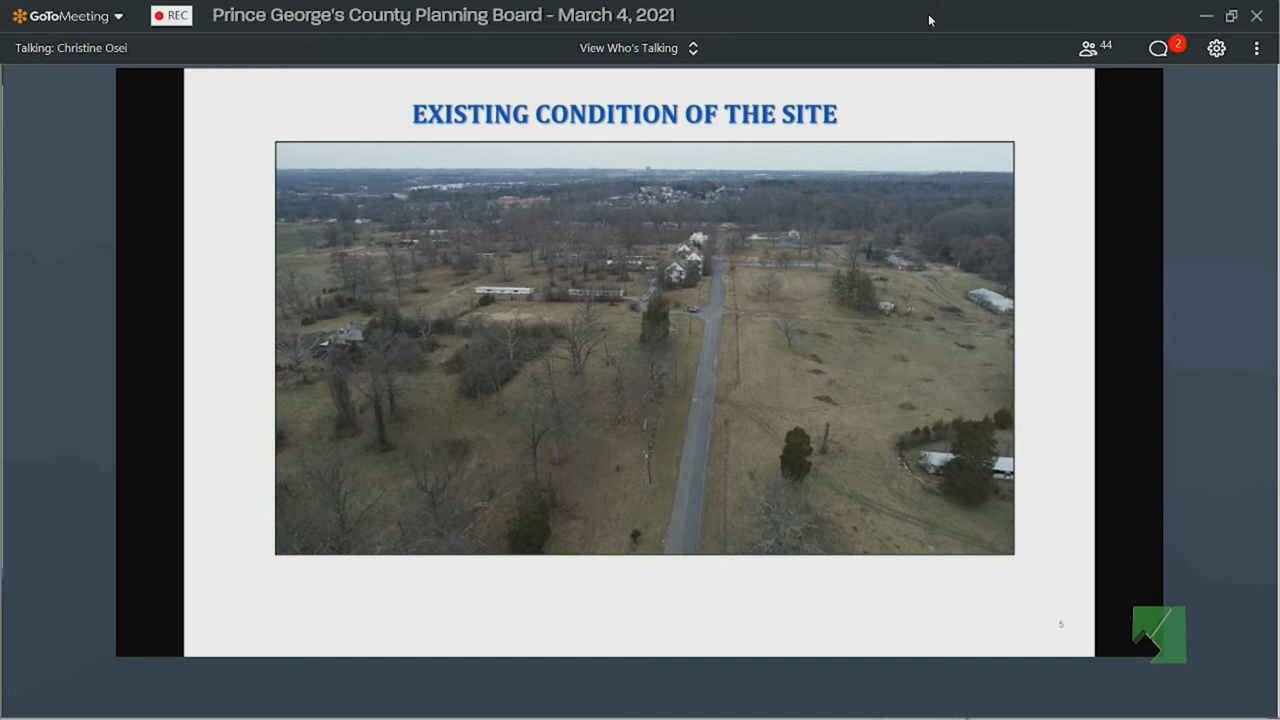 GoToMeeting
REC
Prince George's County Planning Board - March 4, 2021
Talking: Christine Osei
View Who's Talking
44
2
EXISTING CONDITION OF THE SITE
5